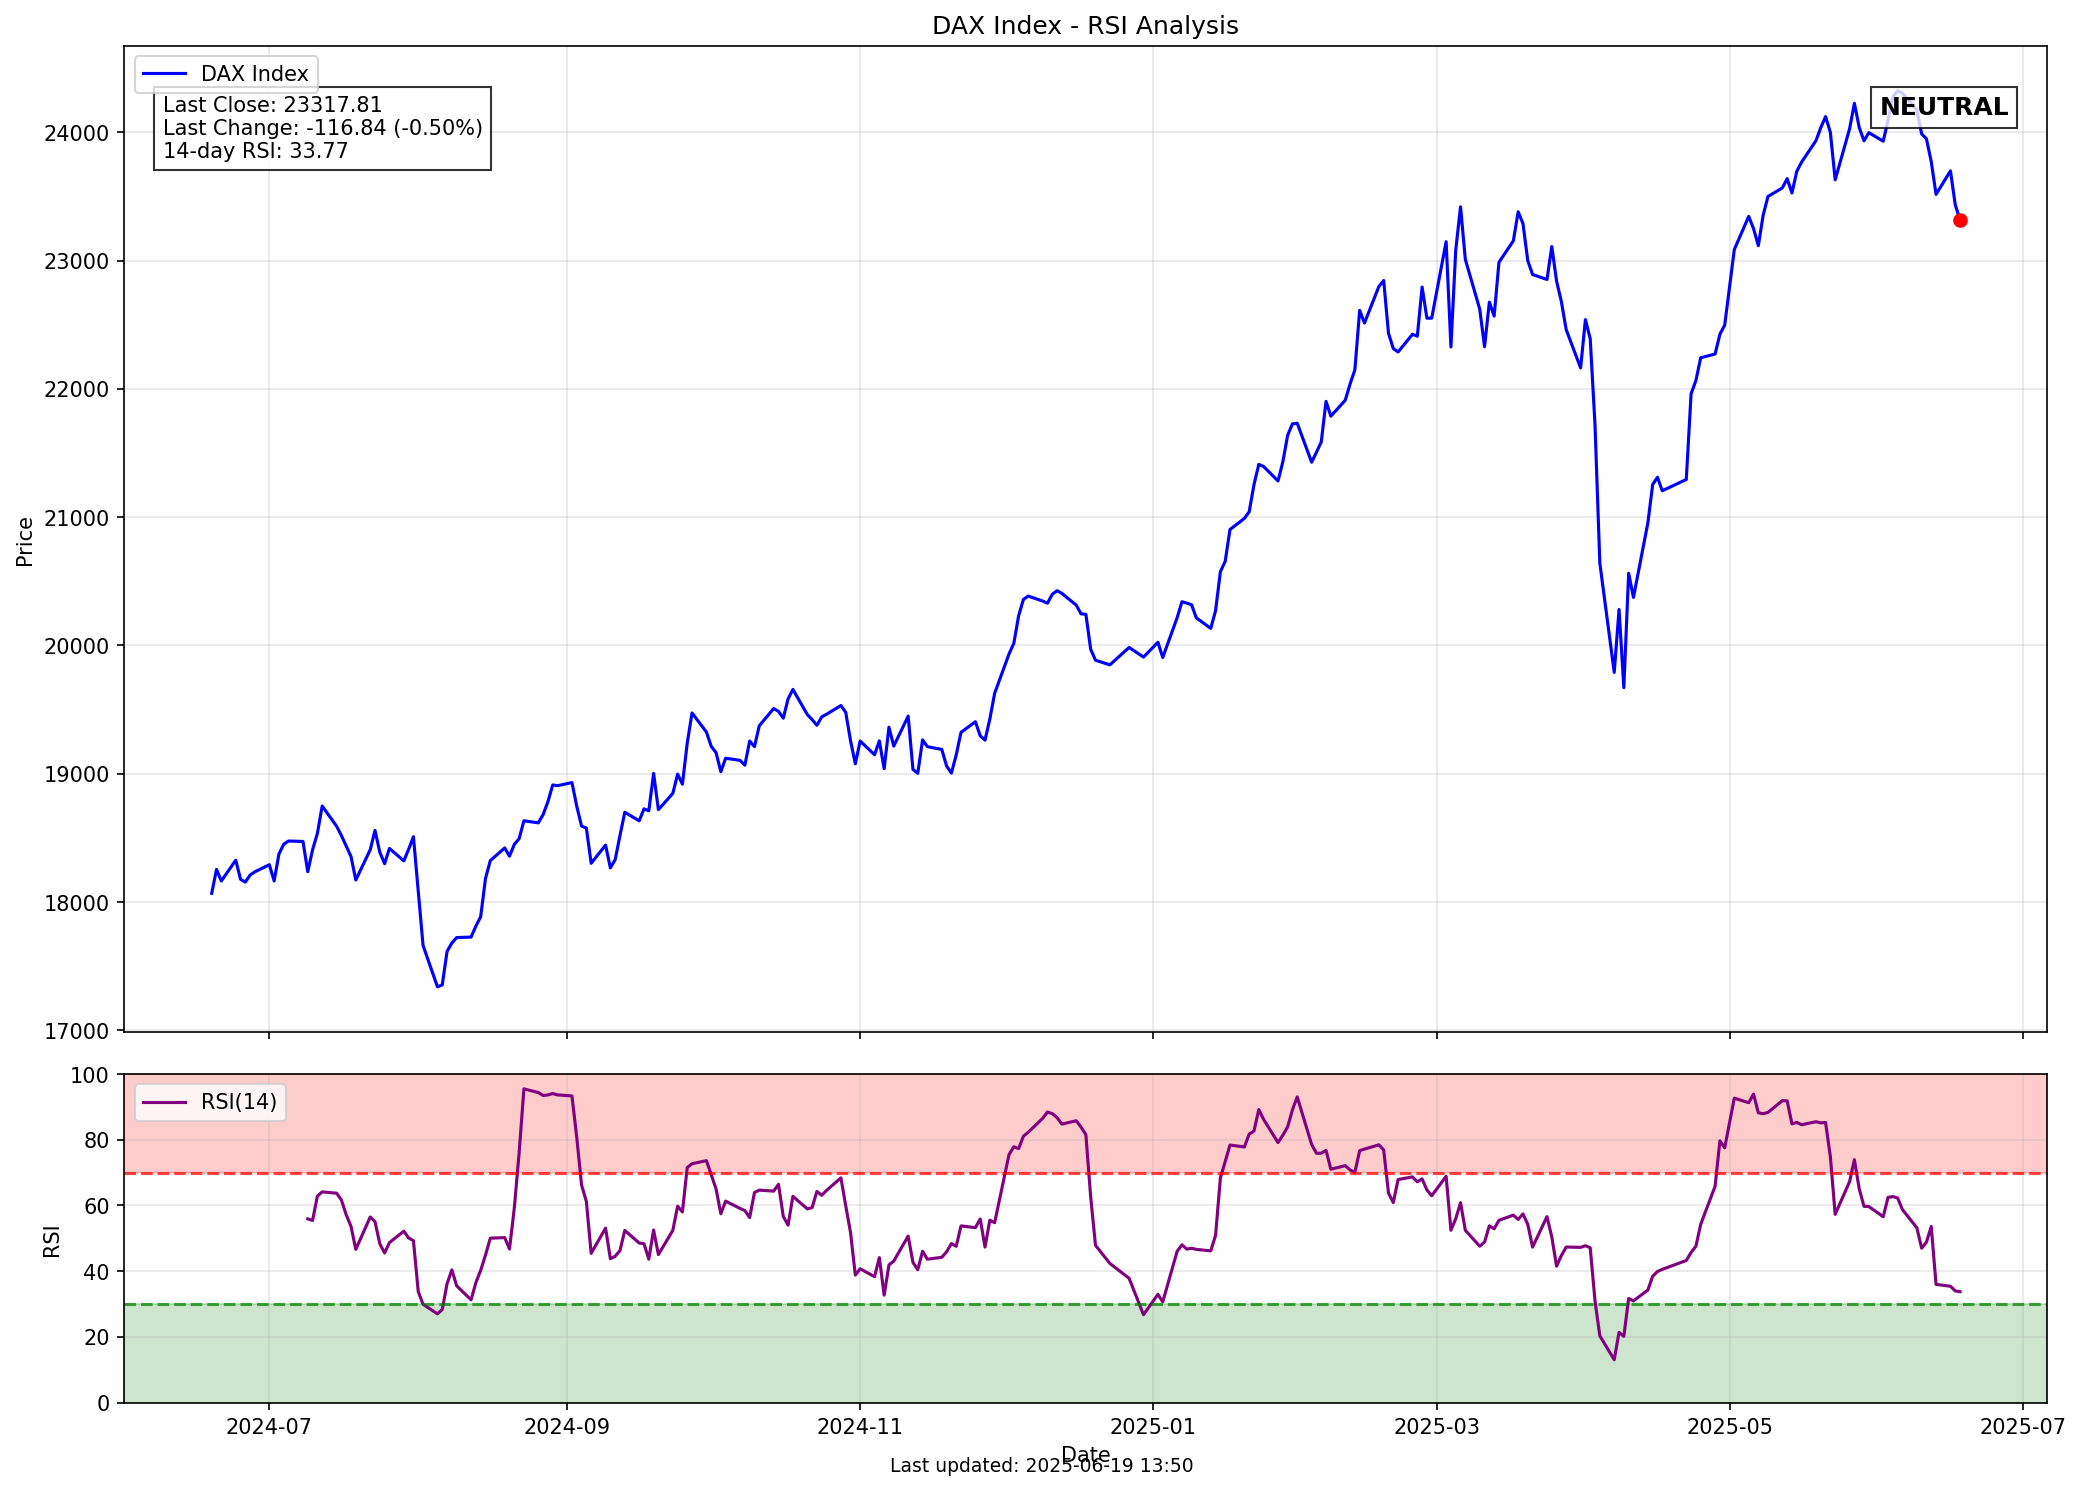 DAX Index - RSI Analysis
DAX Index
Last Close: 23317.81
Last Change: -116.84 (-0.50%)
14-day RSI: 33.77
NEUTRAL
Price
24000
23000
22000
21000
20000
19000
18000
17000
RSI(14)
RSI
100
80
60
40
20
0
2024-07
2024-09
2024-11
2025-01
2025-03
2025-05
2025-07
Date
Last updated: 2025-06-19 13:50